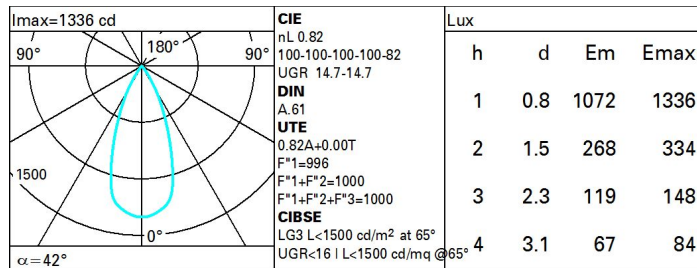 Imax=1336 cd
90° 180° 90°
1500
0°
α=42°
CIE
nL 0.82
100-100-100-100-82
UGR 14.7-14.7
DIN
A.61
UTE
0.82A+0.00T
F"1=996
F"1+F"2=1000
F"1+F"2+F"3=1000
CIBSE
LG3 L<1500 cd/m² at 65°
UGR<16 | L<1500 cd/mq @65°
Lux
h d Em Emax
1 0.8 1072 1336
2 1.5 268 334
3 2.3 119 148
4 3.1 67 84